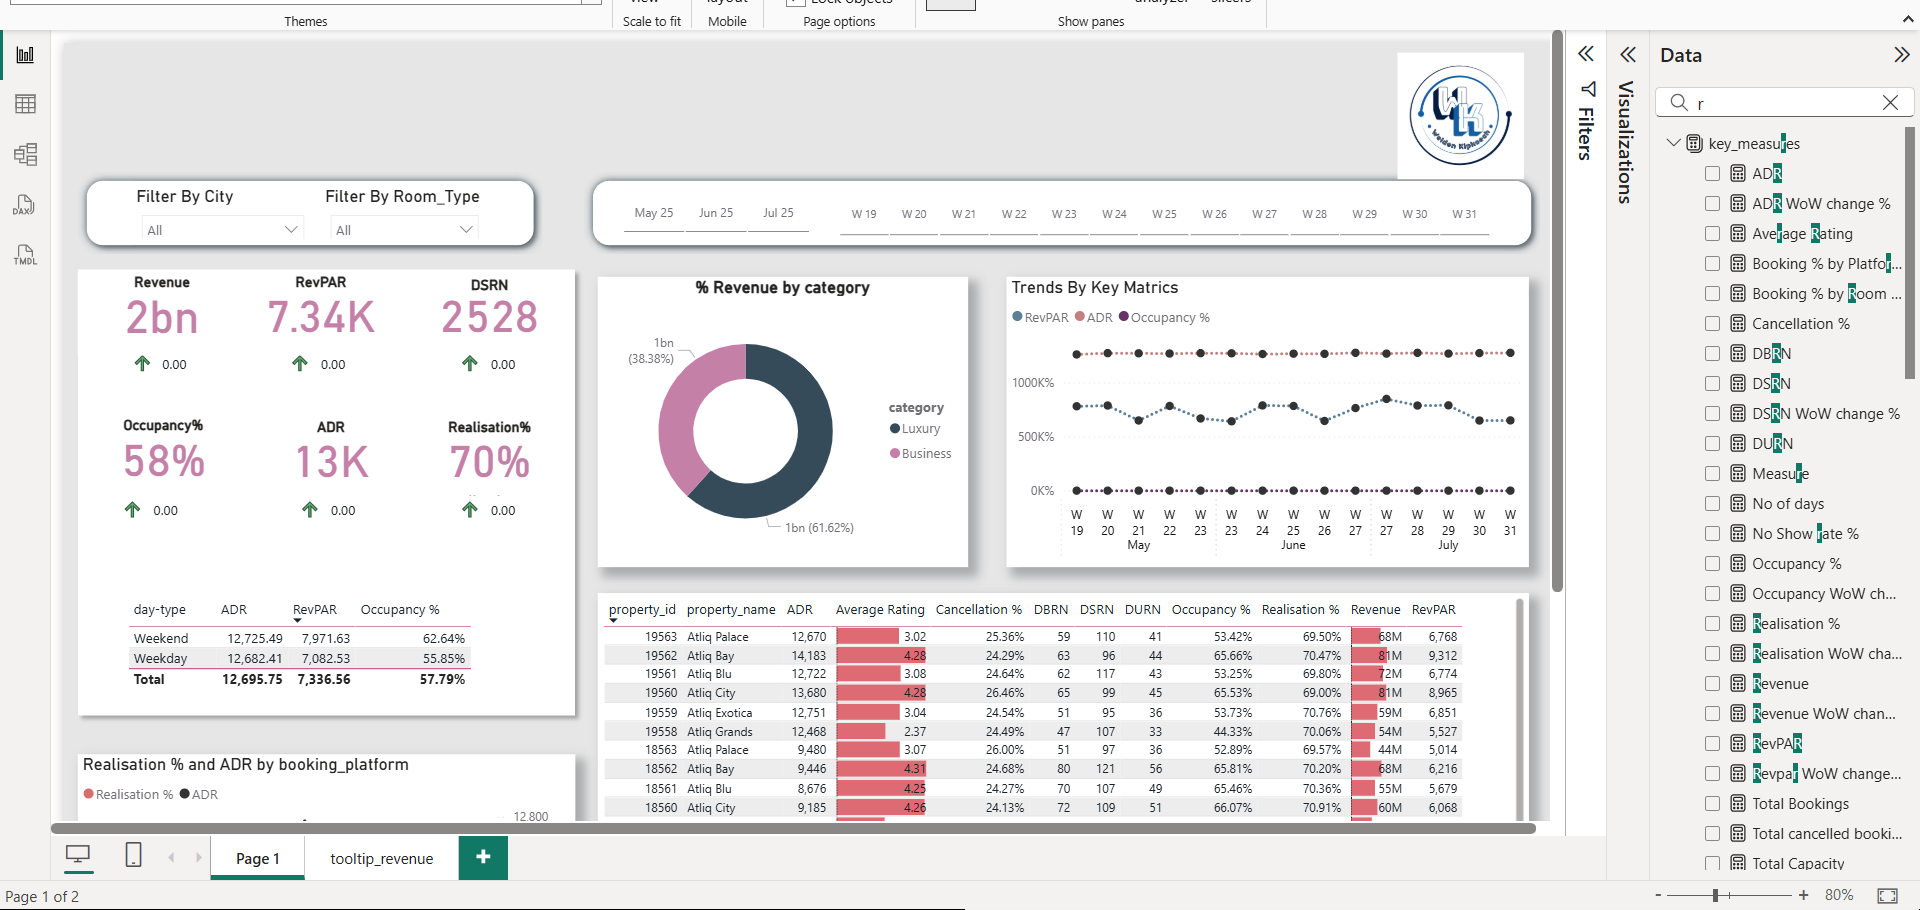 Themes
Scale to fit
Mobile
Page options
Show panes
Welden Kipkoech
Filter By City
Filter By Room_Type
All
All
May 25 Jun 25 Jul 25
W 19 W 20 W 21 W 22 W 23 W 24 W 25 W 26 W 27 W 28 W 29 W 30 W 31
Revenue RevPAR DSRN
2bn 7.34K 2528
0.00 0.00 0.00
Occupancy% ADR Realisation%
58% 13K 70%
0.00 0.00 0.00
day-type ADR RevPAR Occupancy %
Weekend 12,725.49 7,971.63 62.64%
Weekday 12,682.41 7,082.53 55.85%
Total 12,695.75 7,336.56 57.79%
Realisation % and ADR by booking_platform
Realisation % ADR
12,800
% Revenue by category
1bn
(38.38%)
category
Luxury
Business
1bn (61.62%)
Trends By Key Matrics
RevPAR ADR Occupancy %
1000K%
500K%
0K%
W W W W W W W W W W W W W W W
19 20 21 22 23 23 24 25 26 27 27 28 29 30 31
May June July
property_id property_name ADR Average Rating Cancellation % DBRN DSRN DURN Occupancy % Realisation % Revenue RevPAR
19563 Atliq Palace 12,670 3.02 25.36% 59 110 41 53.42% 69.50% 68M 6,768
19562 Atliq Bay 14,183 4.28 24.29% 63 96 44 65.66% 70.47% 81M 9,312
19561 Atliq Blu 12,722 3.08 24.64% 62 117 43 53.25% 69.80% 72M 6,774
19560 Atliq City 13,680 4.28 26.46% 65 99 45 65.53% 69.00% 81M 8,965
19559 Atliq Exotica 12,751 3.04 24.54% 51 95 36 53.73% 70.76% 59M 6,851
19558 Atliq Grands 12,468 2.37 24.49% 47 107 33 44.33% 70.06% 54M 5,527
18563 Atliq Palace 9,480 3.07 26.00% 51 97 36 52.89% 69.57% 44M 5,014
18562 Atliq Bay 9,446 4.31 24.68% 80 121 56 65.81% 70.20% 68M 6,216
18561 Atliq Blu 8,676 4.25 24.27% 70 107 49 65.46% 70.36% 55M 5,679
18560 Atliq City 9,185 4.26 24.13% 72 109 51 66.07% 70.91% 60M 6,068
Filters
Visualizations
Data
r
key_measures
ADR
ADR WoW change %
Average Rating
Booking % by Platfor...
Booking % by Room ...
Cancellation %
DBRN
DSRN
DSRN WoW change %
DURN
Measure
No of days
No Show rate %
Occupancy %
Occupancy WoW ch...
Realisation %
Realisation WoW cha...
Revenue
Revenue WoW chan...
RevPAR
Revpar WoW change...
Total Bookings
Total cancelled booki...
Total Capacity
DAX
TMDL
Page 1
tooltip_revenue
+
Page 1 of 2
- + 80%